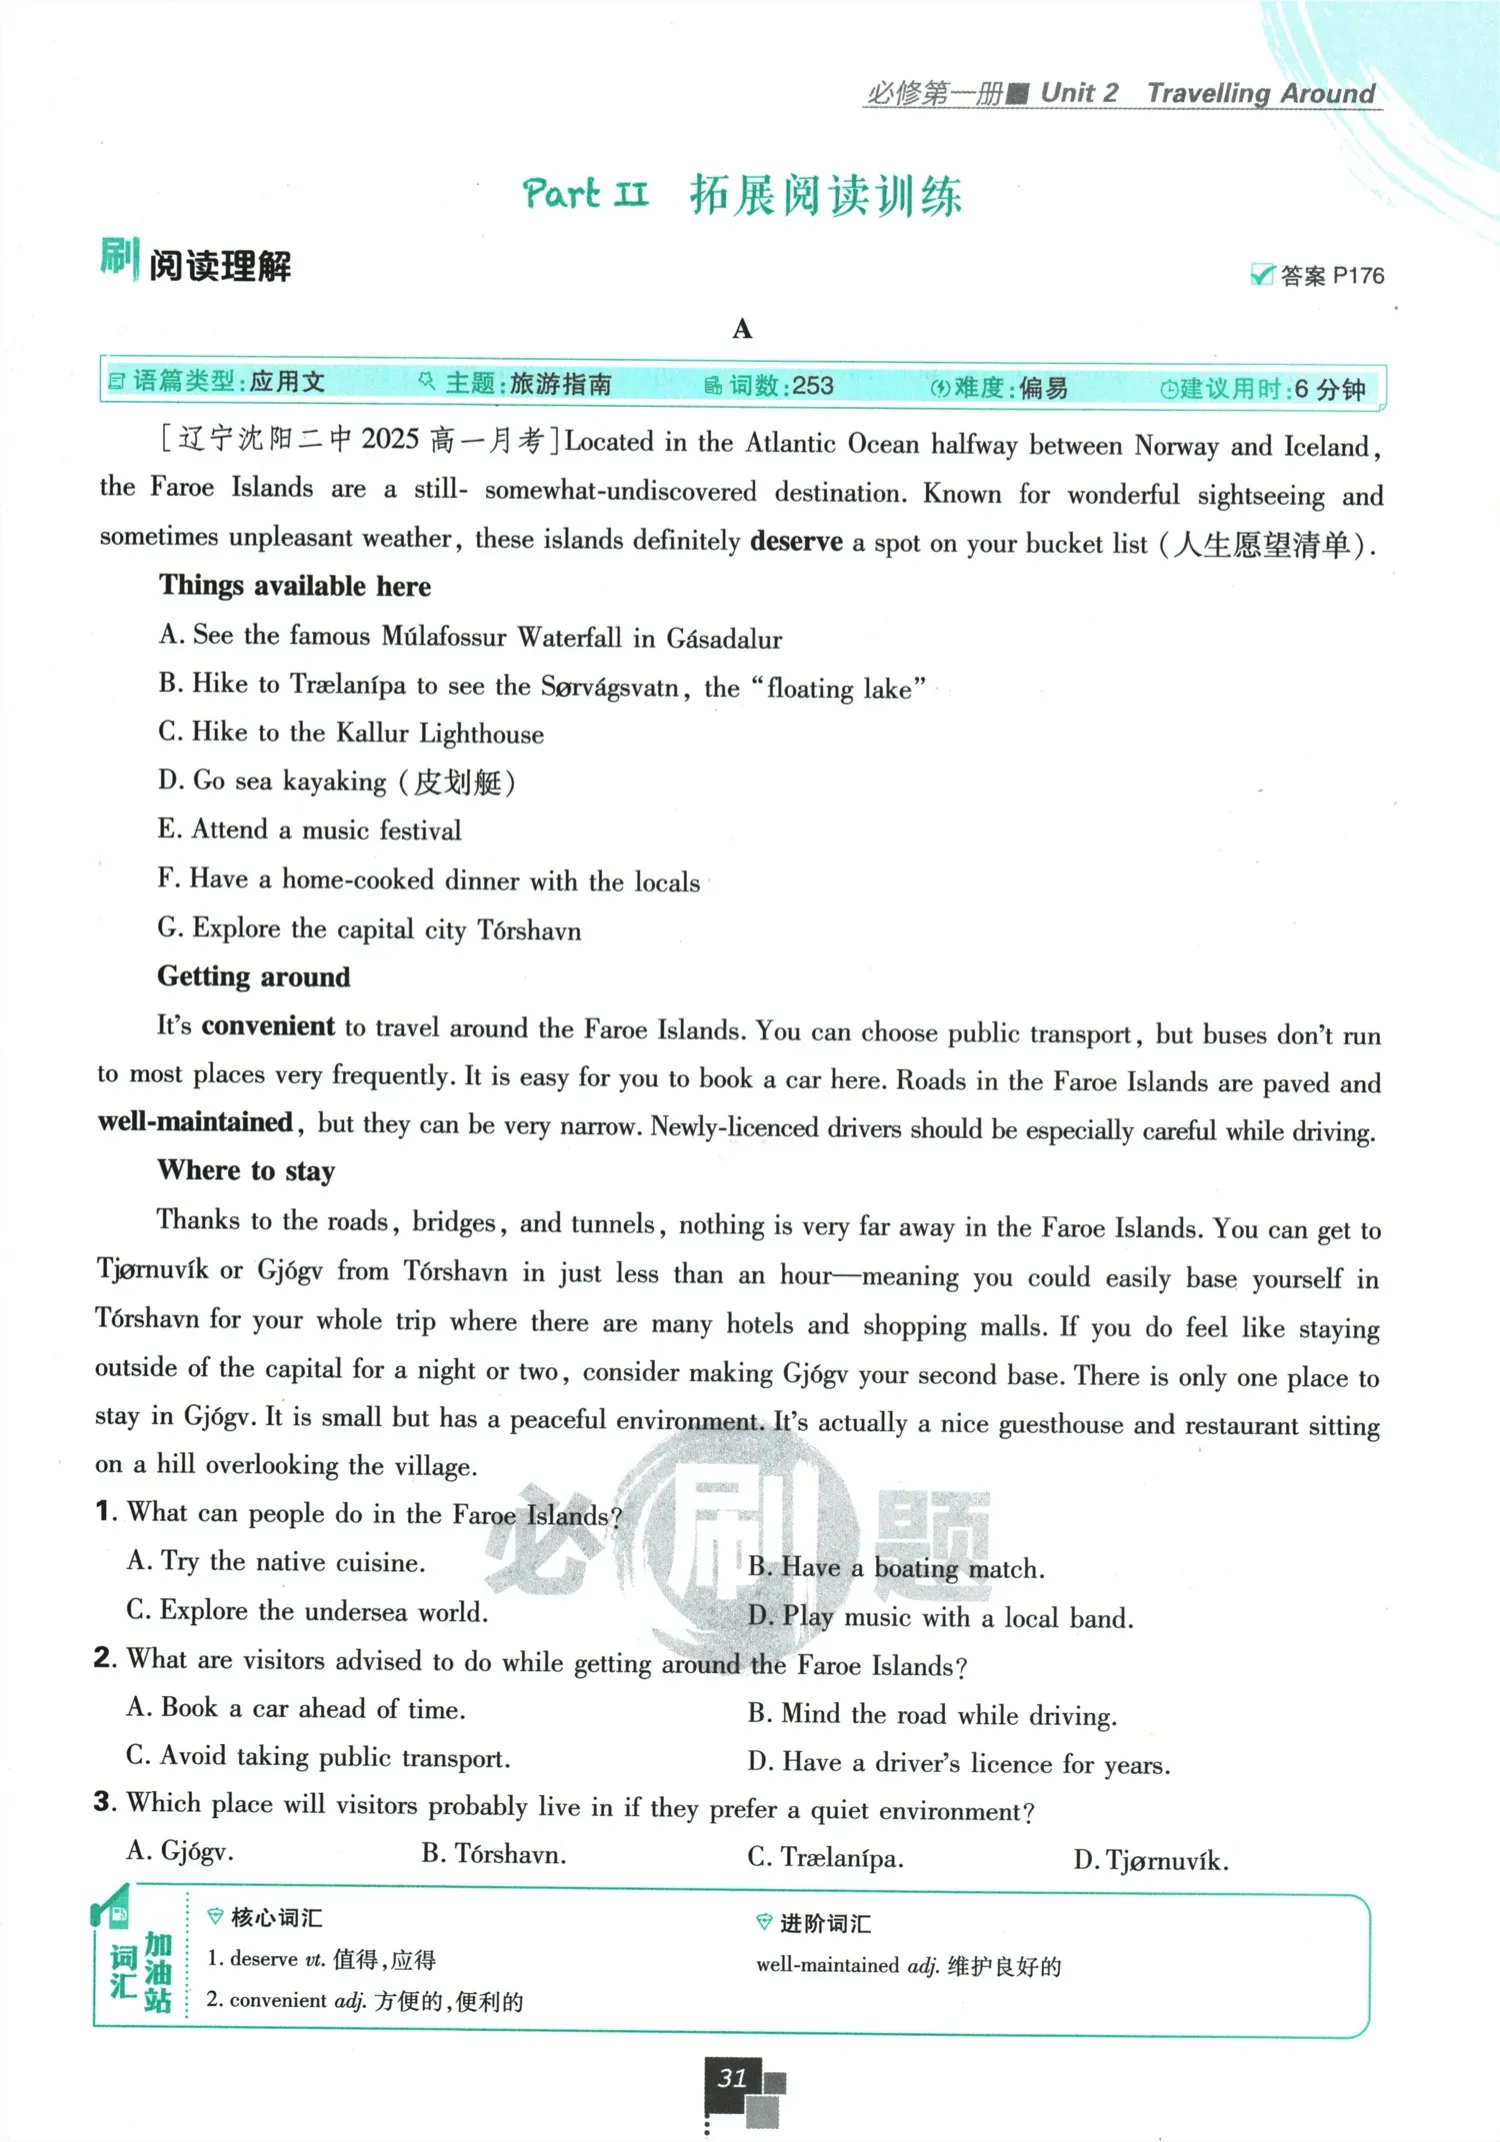 必修第一册 Unit 2 Travelling Around
Part II 拓展阅读训练
刷 阅读理解
答案 P176
A
语篇类型:应用文 主题:旅游指南 词数:253 难度:偏易 建议用时:6分钟
[辽宁沈阳二中 2025 高一月考]Located in the Atlantic Ocean halfway between Norway and Iceland,
the Faroe Islands are a still- somewhat-undiscovered destination. Known for wonderful sightseeing and
sometimes unpleasant weather, these islands definitely deserve a spot on your bucket list (人生愿望清单).
Things available here
A. See the famous Múlafossur Waterfall in Gásadalur
B. Hike to Trælanípa to see the Sørvágsvatn, the “floating lake”
C. Hike to the Kallur Lighthouse
D. Go sea kayaking (皮划艇)
E. Attend a music festival
F. Have a home-cooked dinner with the locals
G. Explore the capital city Tórshavn
Getting around
It’s convenient to travel around the Faroe Islands. You can choose public transport, but buses don’t run
to most places very frequently. It is easy for you to book a car here. Roads in the Faroe Islands are paved and
well-maintained, but they can be very narrow. Newly-licenced drivers should be especially careful while driving.
Where to stay
Thanks to the roads, bridges, and tunnels, nothing is very far away in the Faroe Islands. You can get to
Tjørnuvík or Gjógv from Tórshavn in just less than an hour—meaning you could easily base yourself in
Tórshavn for your whole trip where there are many hotels and shopping malls. If you do feel like staying
outside of the capital for a night or two, consider making Gjógv your second base. There is only one place to
stay in Gjógv. It is small but has a peaceful environment. It’s actually a nice guesthouse and restaurant sitting
on a hill overlooking the village.
必刷题
1. What can people do in the Faroe Islands?
A. Try the native cuisine. B. Have a boating match.
C. Explore the undersea world. D. Play music with a local band.
2. What are visitors advised to do while getting around the Faroe Islands?
A. Book a car ahead of time. B. Mind the road while driving.
C. Avoid taking public transport. D. Have a driver’s licence for years.
3. Which place will visitors probably live in if they prefer a quiet environment?
A. Gjógv. B. Tórshavn. C. Trælanípa. D. Tjørnuvík.
词汇加油站
核心词汇 进阶词汇
1. deserve vt. 值得,应得 well-maintained adj. 维护良好的
2. convenient adj. 方便的,便利的
31